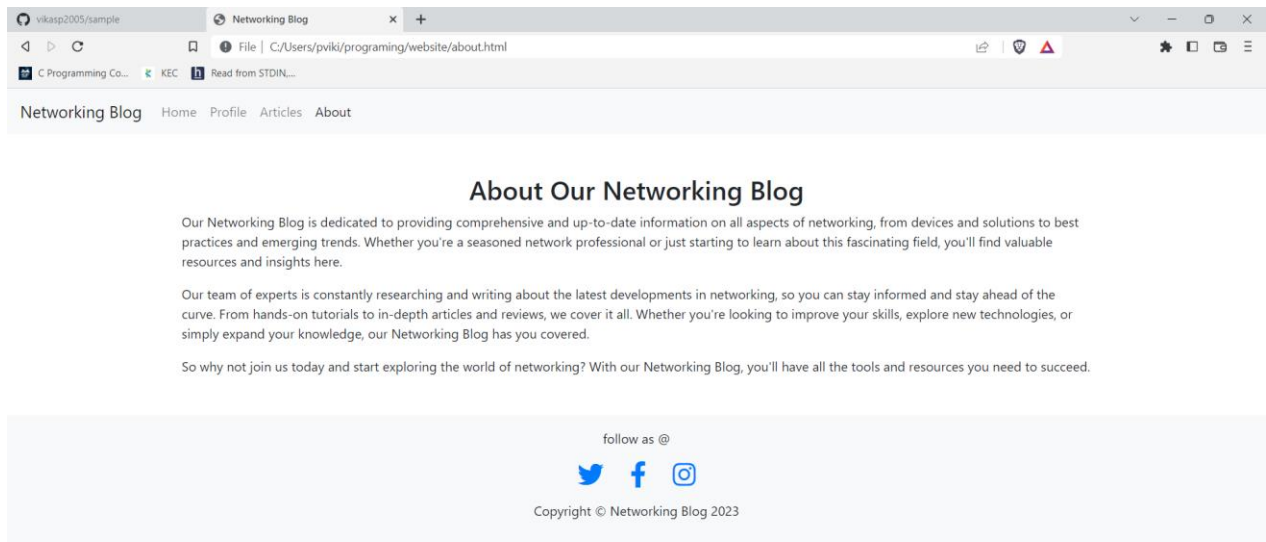 vikasp2005/sample
Networking Blog
File | C:/Users/pviki/programing/website/about.html
C Programming Co...
KEC
Read from STDIN,...
Networking Blog Home Profile Articles About
About Our Networking Blog
Our Networking Blog is dedicated to providing comprehensive and up-to-date information on all aspects of networking, from devices and solutions to best
practices and emerging trends. Whether you're a seasoned network professional or just starting to learn about this fascinating field, you'll find valuable
resources and insights here.
Our team of experts is constantly researching and writing about the latest developments in networking, so you can stay informed and stay ahead of the
curve. From hands-on tutorials to in-depth articles and reviews, we cover it all. Whether you're looking to improve your skills, explore new technologies, or
simply expand your knowledge, our Networking Blog has you covered.
So why not join us today and start exploring the world of networking? With our Networking Blog, you'll have all the tools and resources you need to succeed.
follow as @
Copyright © Networking Blog 2023